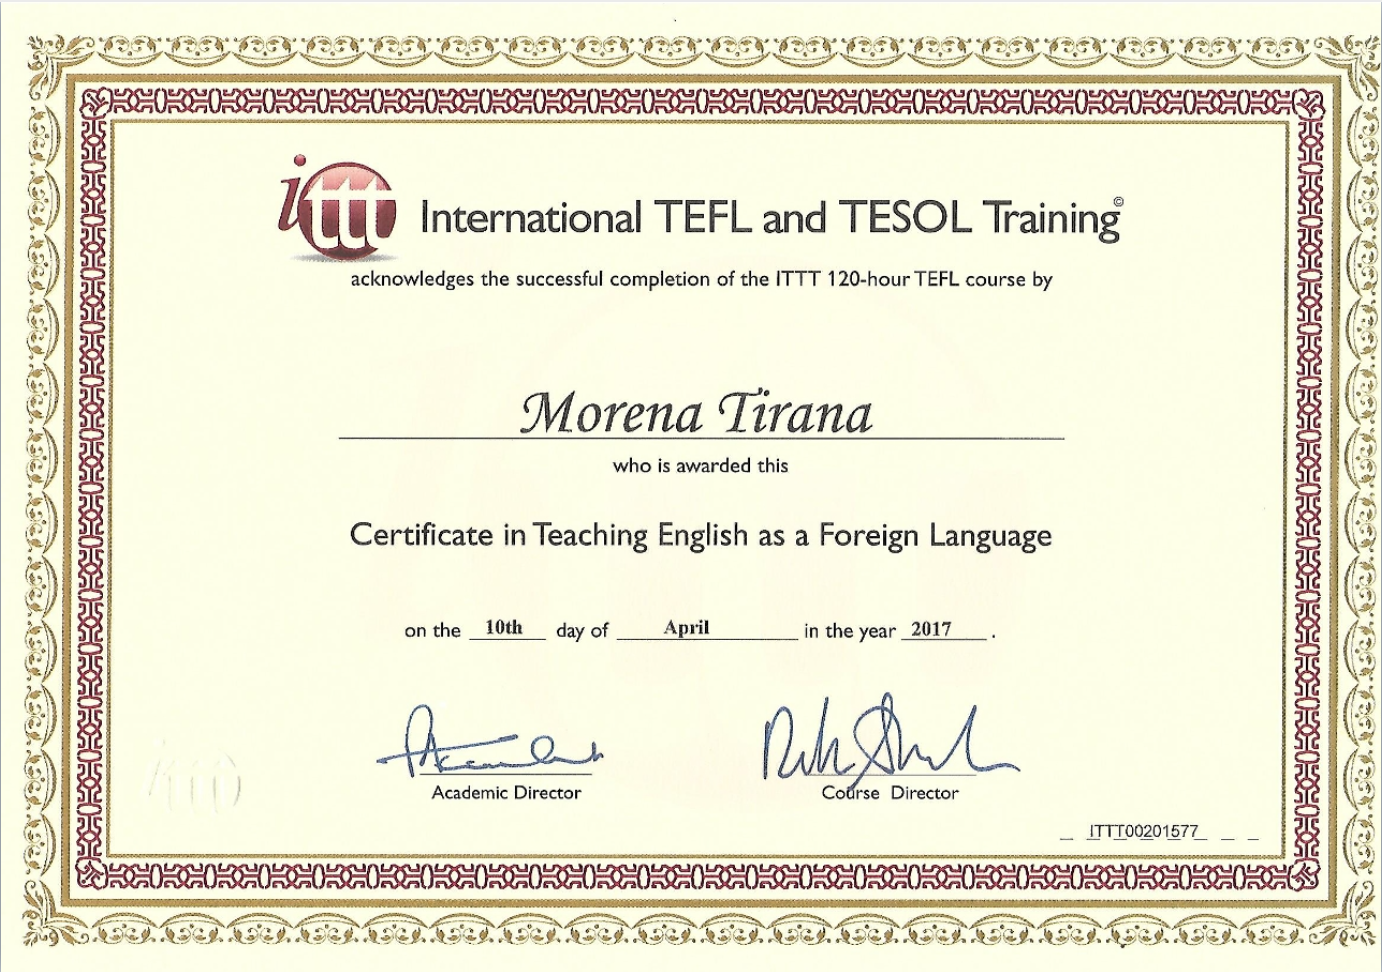 ittt International TEFL and TESOL Training©
acknowledges the successful completion of the ITTT 120-hour TEFL course by
Morena Tirana
who is awarded this
Certificate in Teaching English as a Foreign Language
on the 10th day of April in the year 2017 .
Academic Director Course Director
ITTT00201577